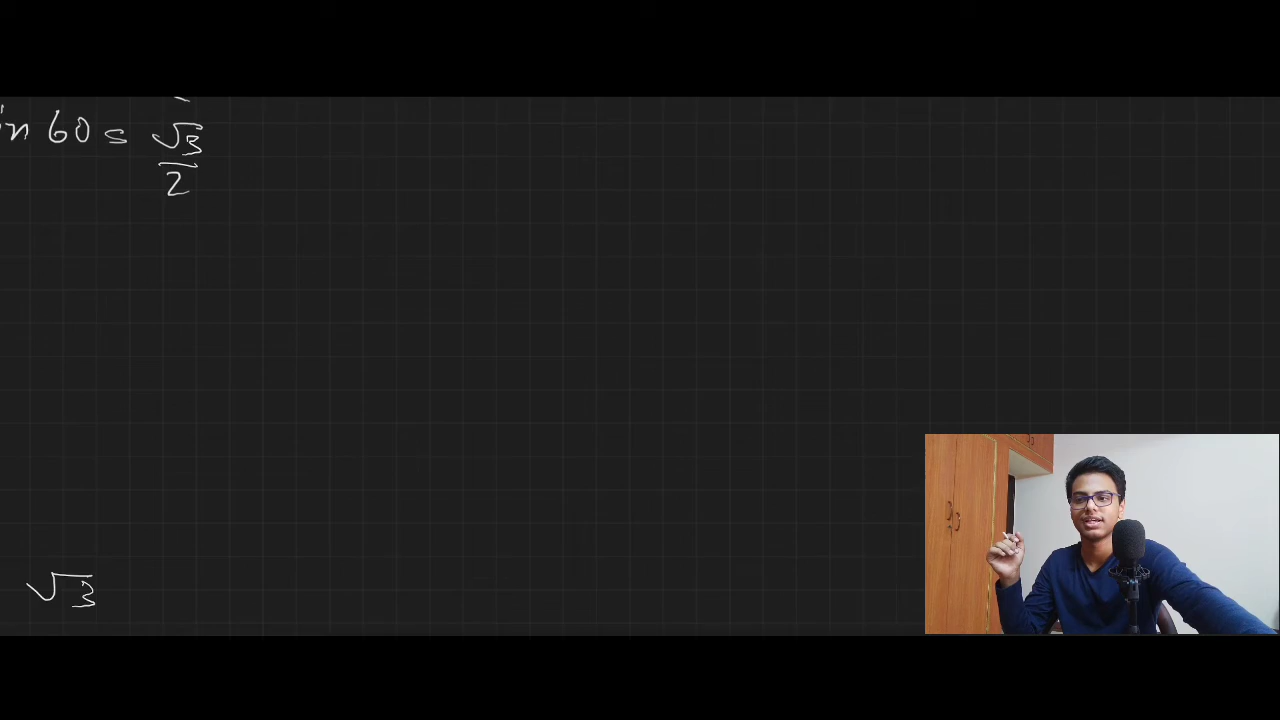 in 60 = √3/2
√3